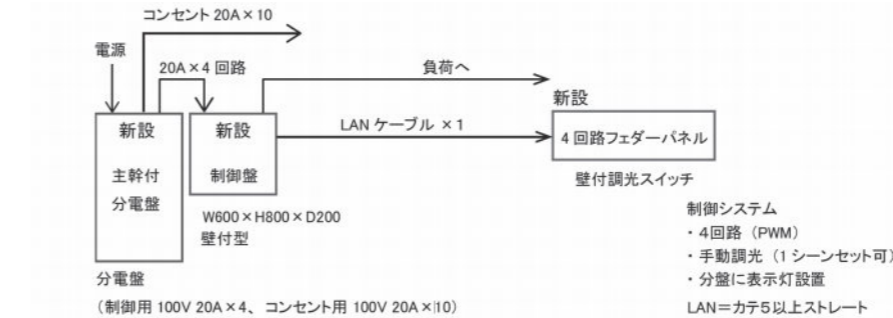 コンセント 20A×10
電源
20A×4 回路
負荷へ
新設
新設
新設
LAN ケーブル ×1
4 回路フェダーパネル
主幹付
分電盤
制御盤
壁付調光スイッチ
W600×H800×D200
壁付型
制御システム
・4回路（PWM）
・手動調光（1 シーンセット可）
・分盤に表示灯設置
分電盤
（制御用 100V 20A×4、コンセント用 100V 20A×10）
LAN＝カテ5以上ストレート